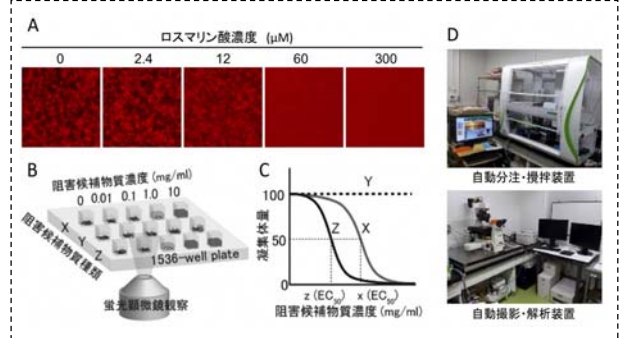 A
ロスマリン酸濃度 (μM)
0 2.4 12 60 300
B
阻害候補物質濃度 (mg/ml)
0 0.01 0.1 1.0 10
阻害候補物質種類
X
Y
Z
1536-well plate
蛍光顕微鏡観察
C
凝集体量
100
50
0
Y
Z
X
z (EC50) x (EC50)
阻害候補物質濃度 (mg/ml)
D
自動分注・攪拌装置
自動撮影・解析装置